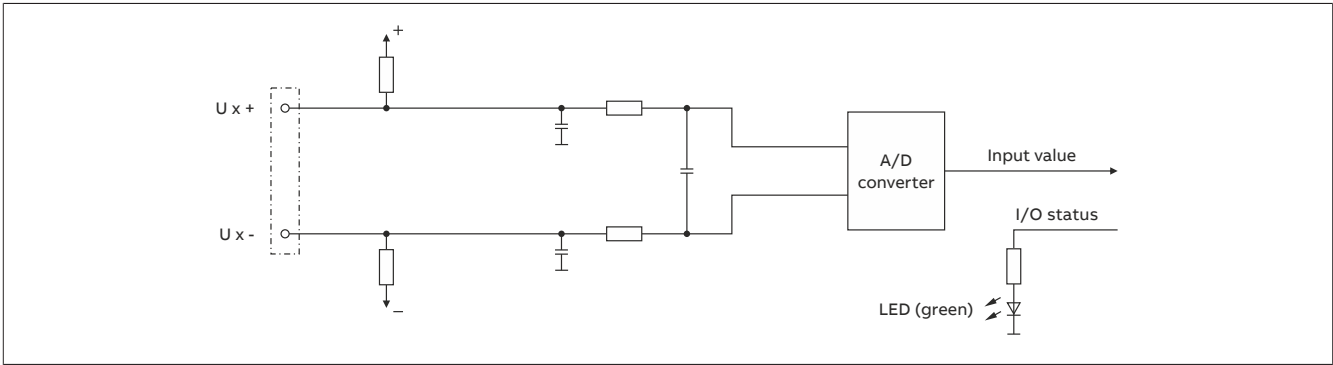 +
U x +
A/D
converter
Input value
I/O status
U x -
LED (green)
–